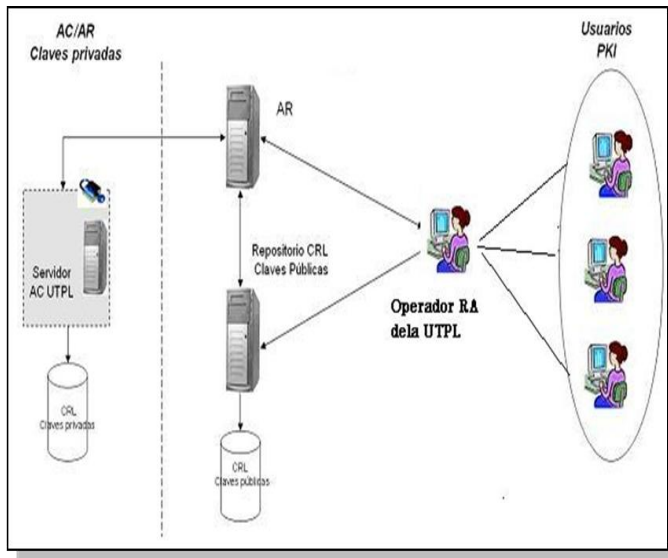 AC/AR
Claves privadas
Usuarios
PKI
AR
Servidor
AC UTPL
Repositorio CRL
Claves Públicas
Operador RA
dela UTPL
CRL
Claves privadas
CRL
Claves públicas